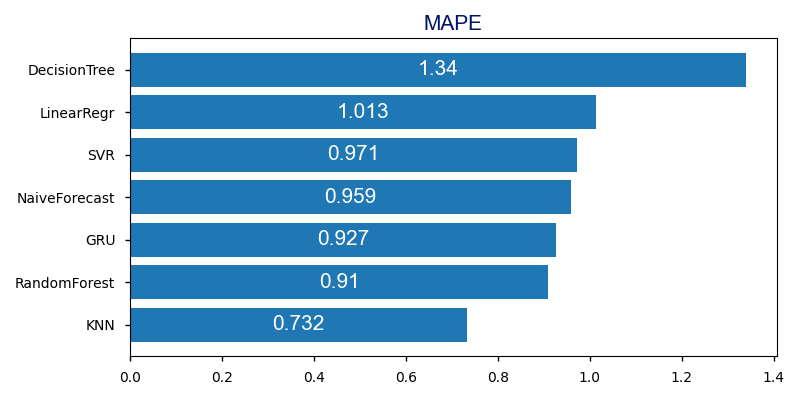 MAPE
DecisionTree 1.34
LinearRegr 1.013
SVR 0.971
NaiveForecast 0.959
GRU 0.927
RandomForest 0.91
KNN 0.732
0.0 0.2 0.4 0.6 0.8 1.0 1.2 1.4